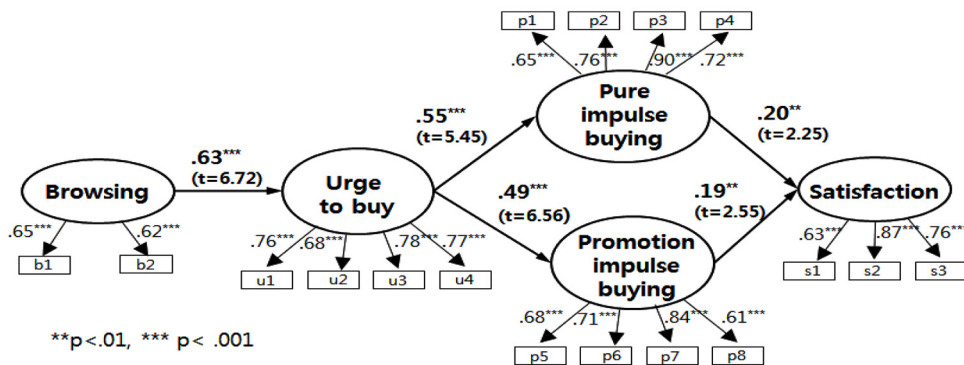 p1 p2 p3 p4
.65*** .76*** .90*** .72***
Pure
impulse
buying
.55***
(t=5.45)
.20**
(t=2.25)
.63***
(t=6.72)
Browsing
Urge
to buy
.49***
(t=6.56)
.19**
(t=2.55)
Satisfaction
.65*** .62***
b1 b2
.76*** .68*** .78*** .77***
u1 u2 u3 u4
Promotion
impulse
buying
.63*** .87*** .76***
s1 s2 s3
.68*** .71*** .84*** .61***
p5 p6 p7 p8
**p<.01, *** p< .001